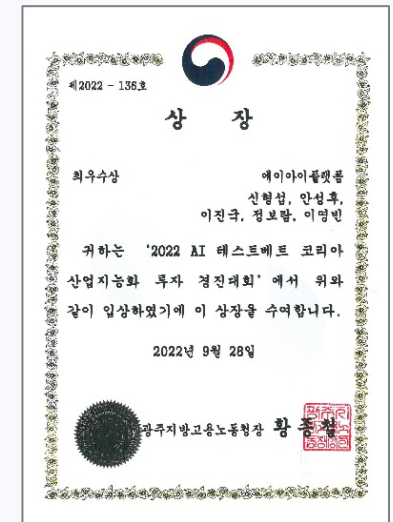 제2022 - 136호
상 장
최우수상
에이아이플랫폼
신형섭, 안성후,
이진국, 정보람, 이명빈
귀하는 '2022 AI 테스트베트 코리아
산업지능화 투자 경진대회' 에서 위와
같이 입상하였기에 이 상장을 수여합니다.
2022년 9월 28일
광주지방고용노동청장 황종철